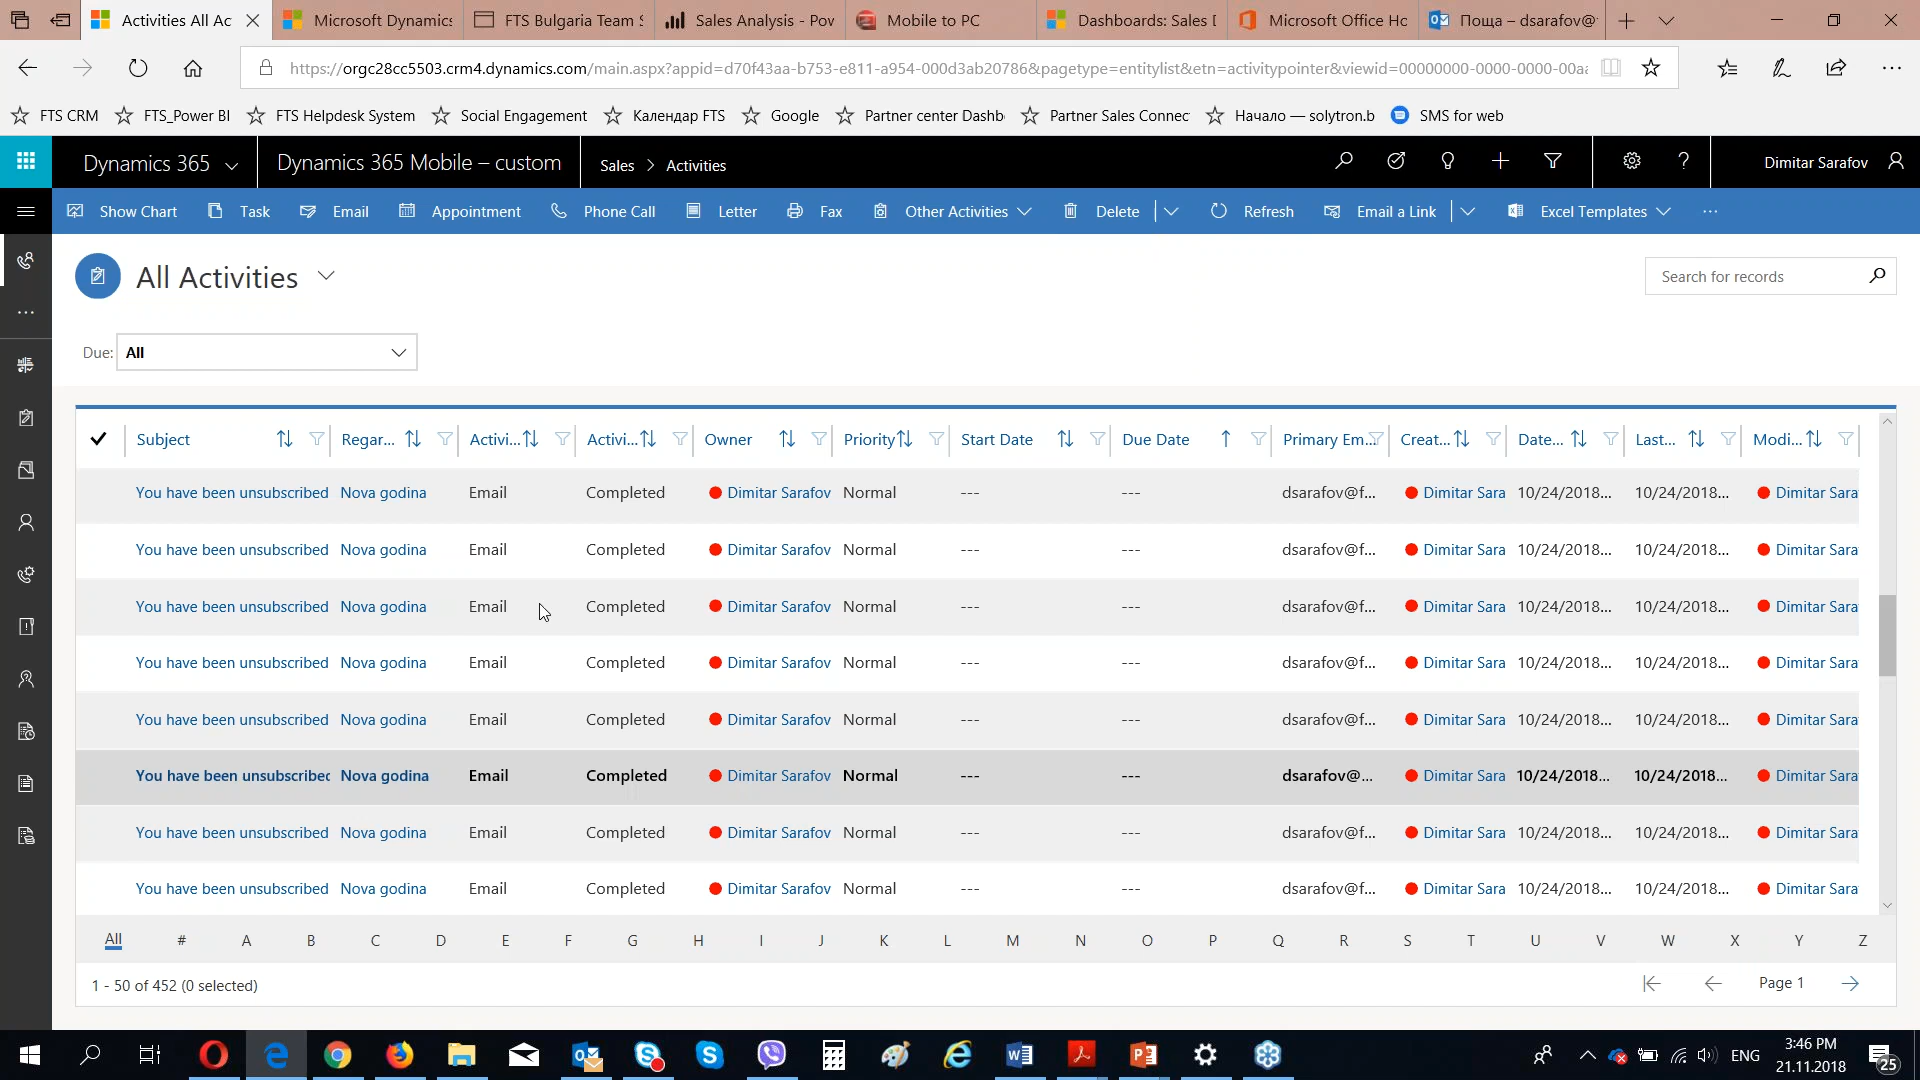 Activities All Ac
Microsoft Dynamics
FTS Bulgaria Team S
Sales Analysis - Pow
Mobile to PC
Dashboards: Sales D
Microsoft Office Ho
Поща – dsarafov@
https://orgc28cc5503.crm4.dynamics.com/main.aspx?appid=d70f43aa-b753-e811-a954-000d3ab20786&pagetype=entitylist&etn=activitypointer&viewid=00000000-0000-0000-00aa
FTS CRM
FTS_Power BI
FTS Helpdesk System
Social Engagement
Календар FTS
Google
Partner center Dashb
Partner Sales Connec
Начало — solytron.b
SMS for web
Dynamics 365
Dynamics 365 Mobile – custom
Sales > Activities
Dimitar Sarafov
Show Chart
Task
Email
Appointment
Phone Call
Letter
Fax
Other Activities
Delete
Refresh
Email a Link
Excel Templates
All Activities
Search for records
Due: All
Subject Regar... Activi... Activi... Owner Priority Start Date Due Date Primary Em... Creat... Date... Last... Modi...
You have been unsubscribed Nova godina Email Completed Dimitar Sarafov Normal --- --- dsarafov@f... Dimitar Sara 10/24/2018... 10/24/2018... Dimitar Sara
You have been unsubscribed Nova godina Email Completed Dimitar Sarafov Normal --- --- dsarafov@f... Dimitar Sara 10/24/2018... 10/24/2018... Dimitar Sara
You have been unsubscribed Nova godina Email Completed Dimitar Sarafov Normal --- --- dsarafov@f... Dimitar Sara 10/24/2018... 10/24/2018... Dimitar Sara
You have been unsubscribed Nova godina Email Completed Dimitar Sarafov Normal --- --- dsarafov@f... Dimitar Sara 10/24/2018... 10/24/2018... Dimitar Sara
You have been unsubscribed Nova godina Email Completed Dimitar Sarafov Normal --- --- dsarafov@f... Dimitar Sara 10/24/2018... 10/24/2018... Dimitar Sara
You have been unsubscribed Nova godina Email Completed Dimitar Sarafov Normal --- --- dsarafov@... Dimitar Sara 10/24/2018... 10/24/2018... Dimitar Sara
You have been unsubscribed Nova godina Email Completed Dimitar Sarafov Normal --- --- dsarafov@f... Dimitar Sara 10/24/2018... 10/24/2018... Dimitar Sara
You have been unsubscribed Nova godina Email Completed Dimitar Sarafov Normal --- --- dsarafov@f... Dimitar Sara 10/24/2018... 10/24/2018... Dimitar Sara
All # A B C D E F G H I J K L M N O P Q R S T U V W X Y Z
1 - 50 of 452 (0 selected)
Page 1
ENG
3:46 PM
21.11.2018
25